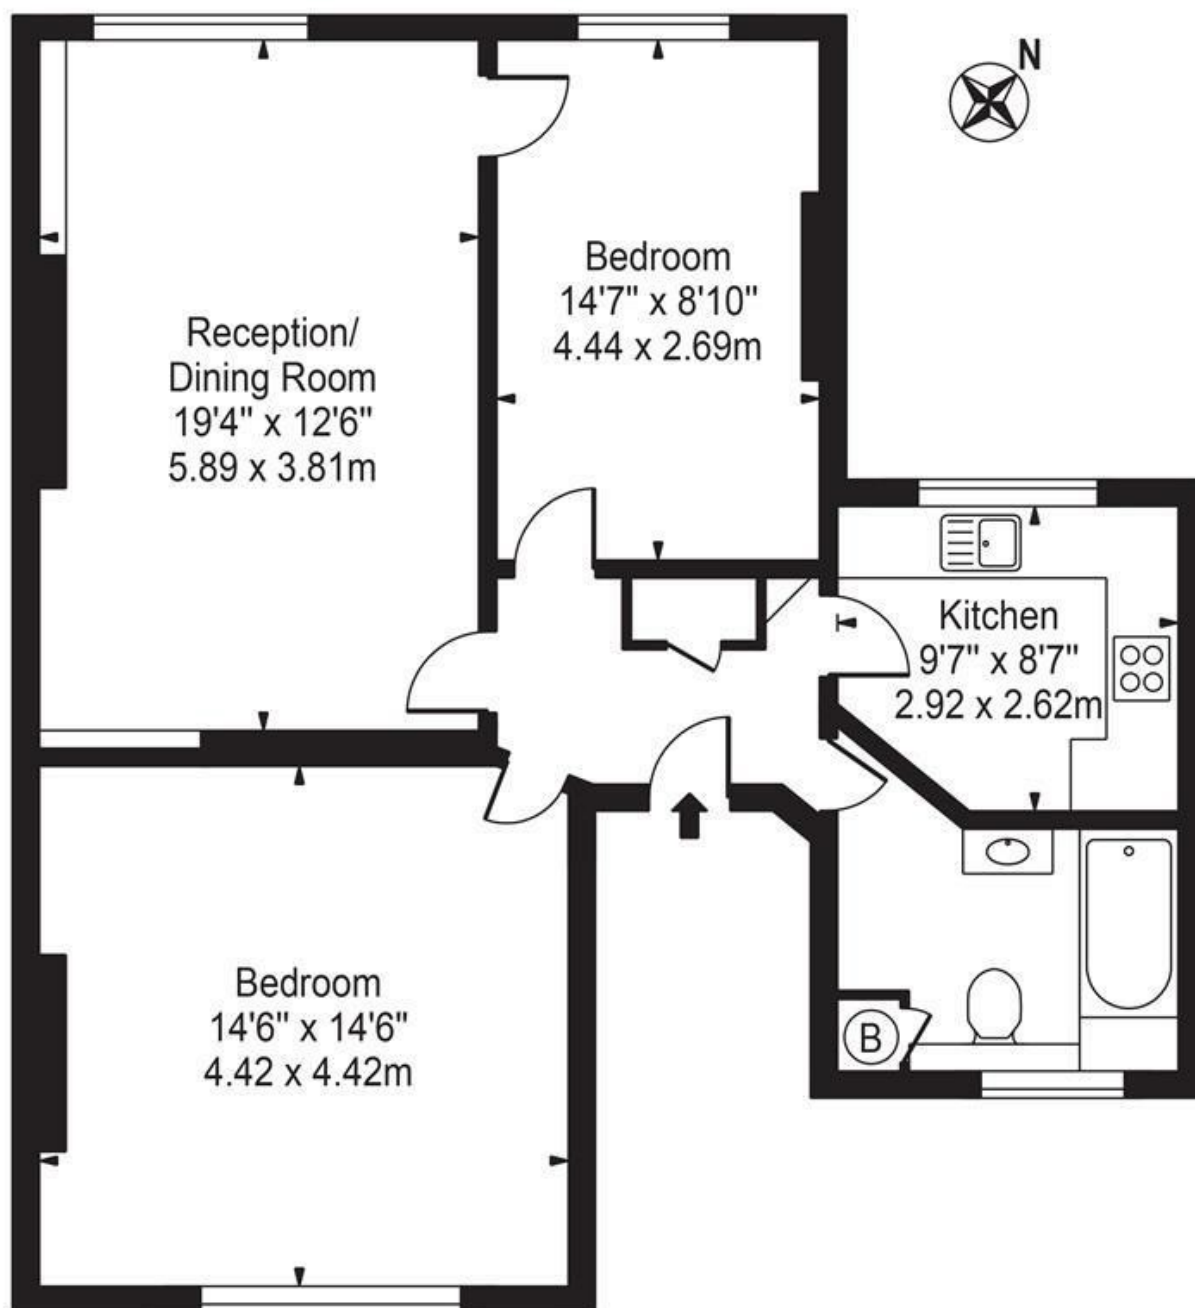 N
Bedroom
14'7" x 8'10"
4.44 x 2.69m
Reception/
Dining Room
19'4" x 12'6"
5.89 x 3.81m
Kitchen
9'7" x 8'7"
2.92 x 2.62m
Bedroom
14'6" x 14'6"
4.42 x 4.42m
B